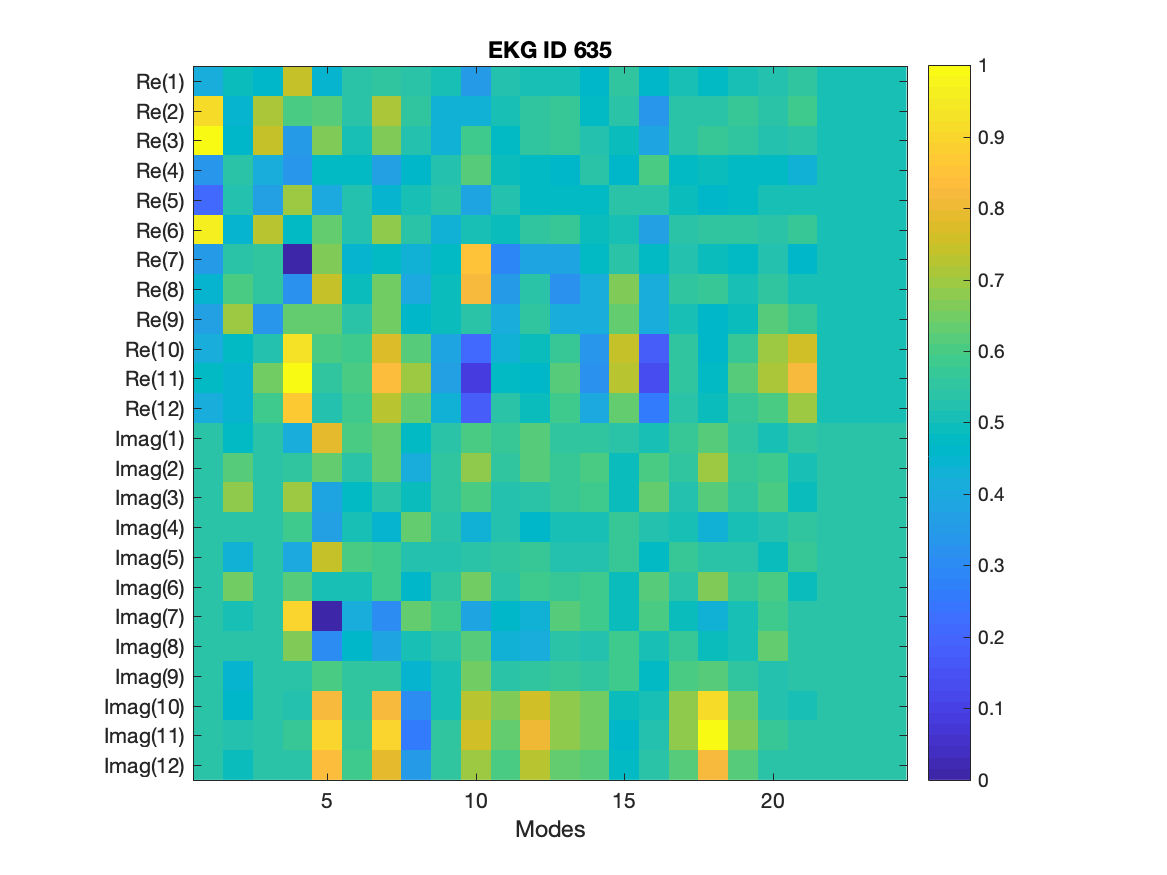 EKG ID 635
Re(1)
Re(2)
Re(3)
Re(4)
Re(5)
Re(6)
Re(7)
Re(8)
Re(9)
Re(10)
Re(11)
Re(12)
Imag(1)
Imag(2)
Imag(3)
Imag(4)
Imag(5)
Imag(6)
Imag(7)
Imag(8)
Imag(9)
Imag(10)
Imag(11)
Imag(12)
5 10 15 20
Modes
1
0.9
0.8
0.7
0.6
0.5
0.4
0.3
0.2
0.1
0